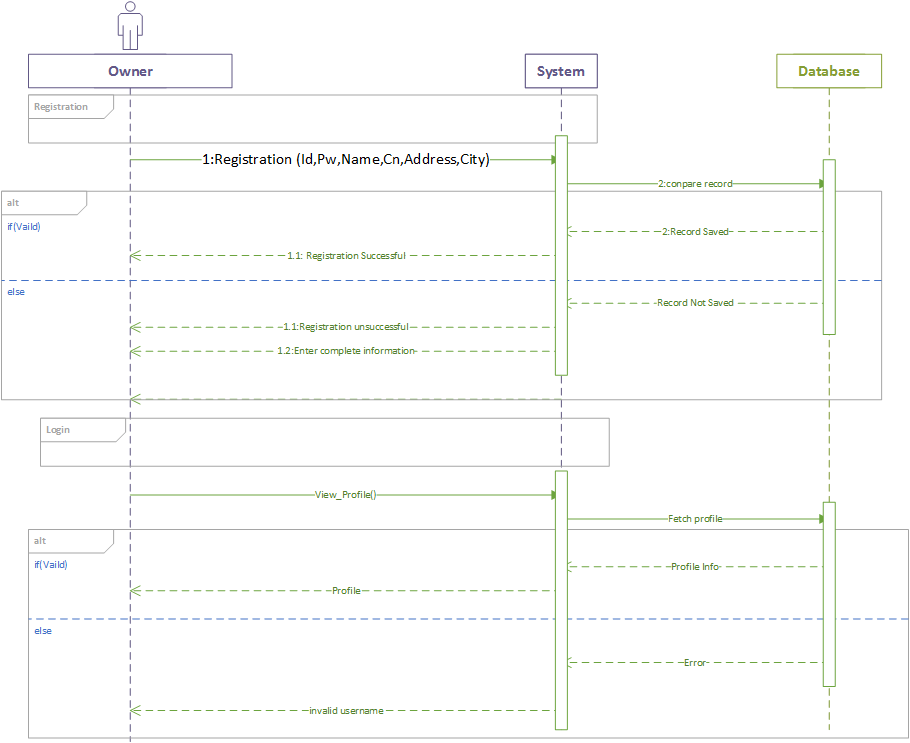 Owner
System
Database
Registration
1:Registration (Id,Pw,Name,Cn,Address,City)
2:conpare record
alt
if(Vaild)
2:Record Saved
1.1: Registration Successful
else
Record Not Saved
1.1:Registration unsuccessful
1.2:Enter complete information
Login
View_Profile()
Fetch profile
alt
if(Vaild)
Profile Info
Profile
else
Error
invalid username